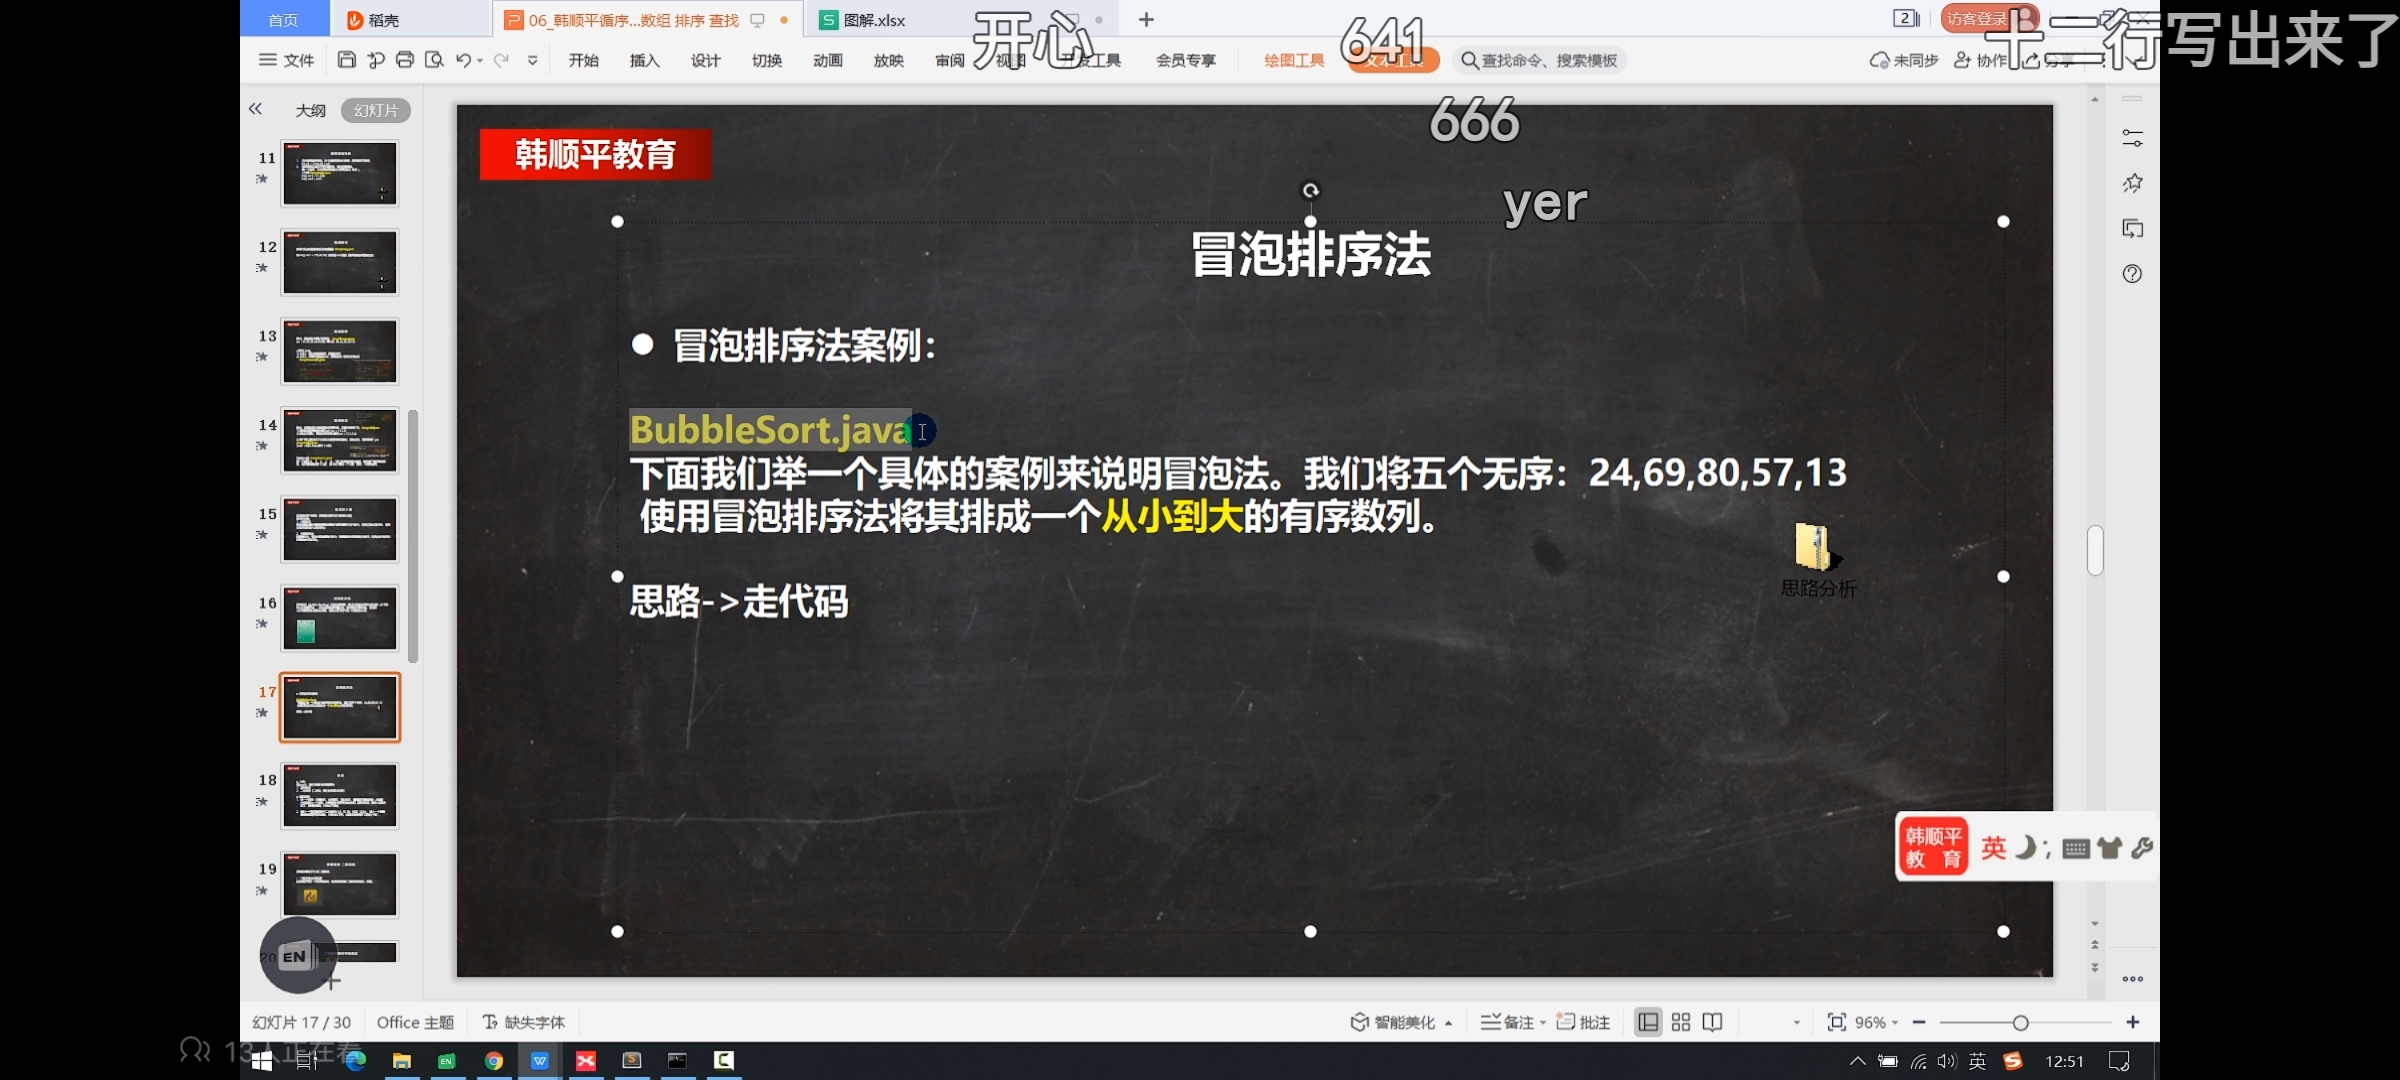 首页
稻壳
06_韩顺平循序...数组 排序 查找
图解.xlsx
开心
641
访客登录
十二行写出来了
文件
开始
插入
设计
切换
动画
放映
审阅
视图
开发工具
会员专享
绘图工具
文本工具
查找命令、搜索模板
未同步
协作
分享
大纲
幻灯片
666
yer
韩顺平教育
冒泡排序法
冒泡排序法案例：
BubbleSort.java
下面我们举一个具体的案例来说明冒泡法。我们将五个无序：24,69,80,57,13
使用冒泡排序法将其排成一个从小到大的有序数列。
思路分析
思路->走代码
11
12
13
14
15
16
17
18
19
20
EN
韩顺平
教 育
英
幻灯片 17 / 30
Office 主题
缺失字体
智能美化
备注
批注
96%
13人正在看
英
12:51